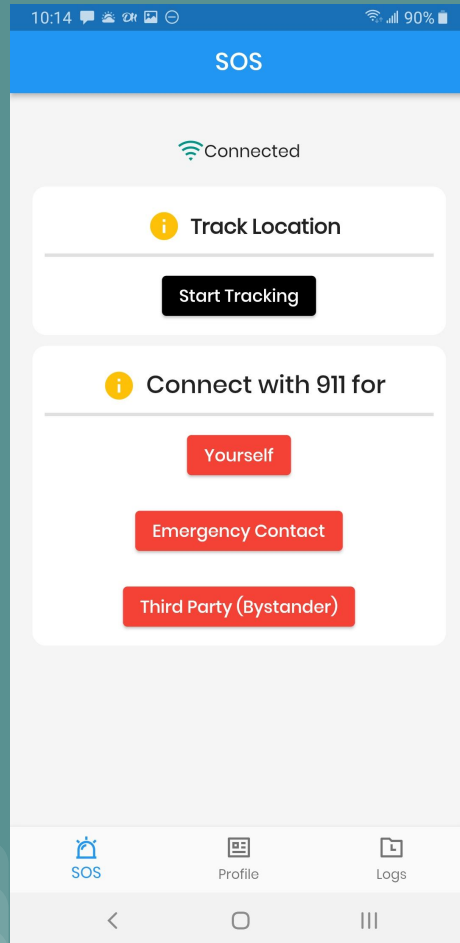 10:14 90%
SOS
Connected
Track Location
Start Tracking
Connect with 911 for
Yourself
Emergency Contact
Third Party (Bystander)
SOS Profile Logs